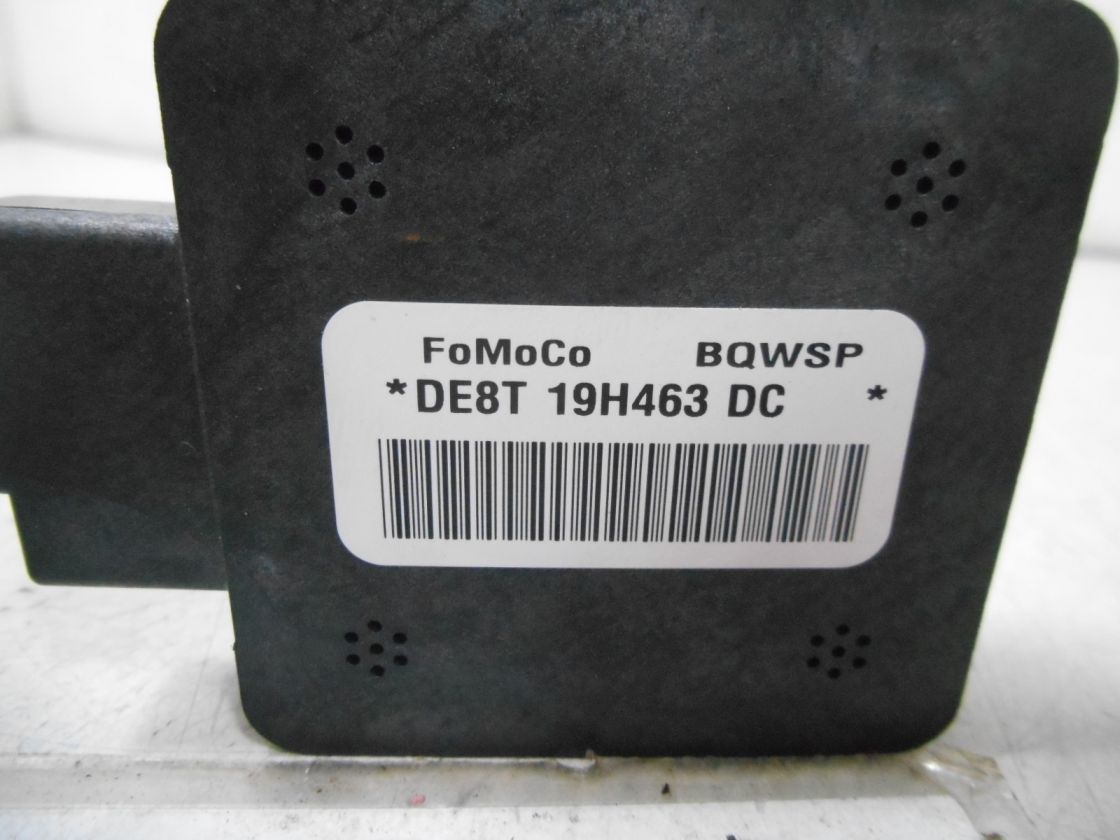 FoMoCo BQWSP
*DE8T 19H463 DC *